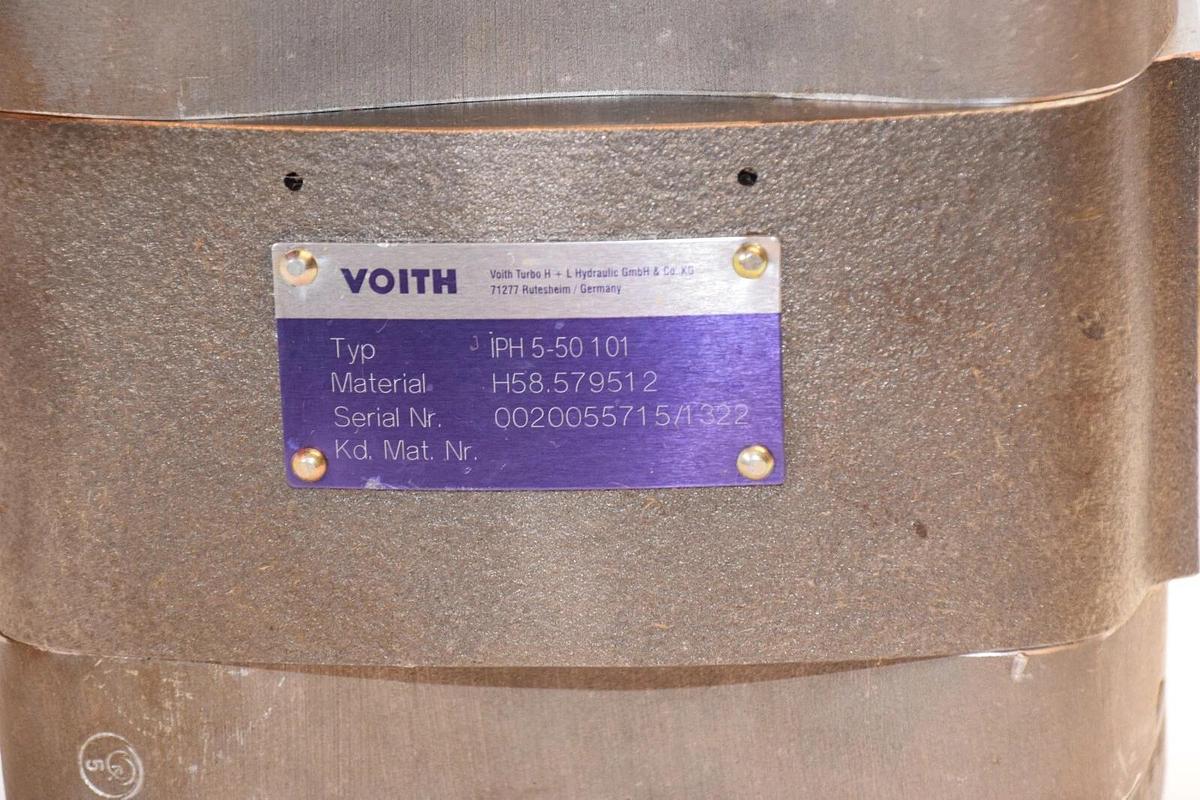 VOITH
Voith Turbo H + L Hydraulic GmbH & Co. KG
71277 Rutesheim / Germany
Typ IPH 5-50 101
Material H58.579512
Serial Nr. 0020055715/1322
Kd. Mat. Nr.
5